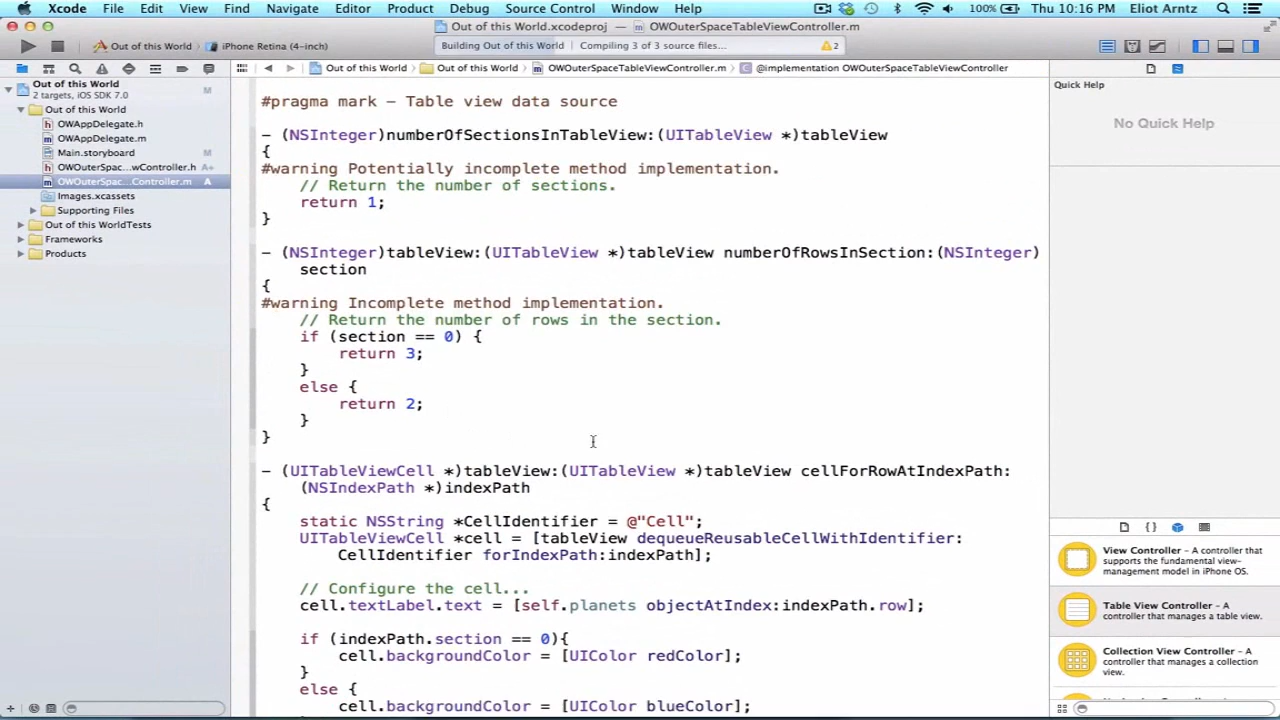 Xcode File Edit View Navigate Editor Product Debug Source Control Window Help 100% Thu 10:16 PM Eliot Arntz
Out of this World.xcodeproj — OWOuterSpaceTableViewController.m
Out of this World iPhone Retina (4-inch) Building Out of this World Compiling 3 of 3 source files... 2
Out of this World Out of this World OWOuterSpaceTableViewController.m @implementation OWOuterSpaceTableViewController
Out of this World M
2 targets, iOS SDK 7.0
Out of this World
OWAppDelegate.h
OWAppDelegate.m
Main.storyboard M
OWOuterSpac...wController.h A+
OWOuterSpac...Controller.m A
Images.xcassets
Supporting Files
Out of this WorldTests
Frameworks
Products
#pragma mark - Table view data source
- (NSInteger)numberOfSectionsInTableView:(UITableView *)tableView
{
#warning Potentially incomplete method implementation.
// Return the number of sections.
return 1;
}
- (NSInteger)tableView:(UITableView *)tableView numberOfRowsInSection:(NSInteger)
section
{
#warning Incomplete method implementation.
// Return the number of rows in the section.
if (section == 0) {
return 3;
}
else {
return 2;
}
}
- (UITableViewCell *)tableView:(UITableView *)tableView cellForRowAtIndexPath:
(NSIndexPath *)indexPath
{
static NSString *CellIdentifier = @"Cell";
UITableViewCell *cell = [tableView dequeueReusableCellWithIdentifier:
CellIdentifier forIndexPath:indexPath];
// Configure the cell...
cell.textLabel.text = [self.planets objectAtIndex:indexPath.row];
if (indexPath.section == 0){
cell.backgroundColor = [UIColor redColor];
}
else {
cell.backgroundColor = [UIColor blueColor];
Quick Help
No Quick Help
View Controller - A controller that
supports the fundamental view-
management model in iPhone OS.
Table View Controller - A
controller that manages a table view.
Collection View Controller - A
controller that manages a collection
view.